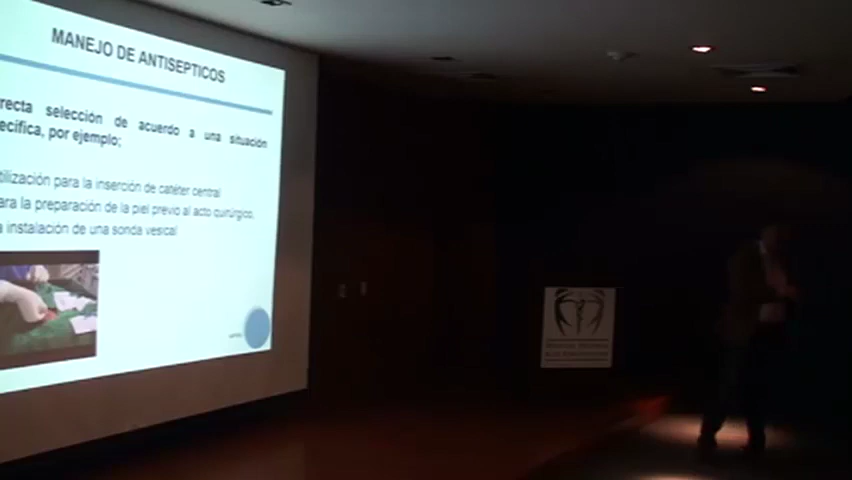 MANEJO DE ANTISEPTICOS
recta selección de acuerdo a una situación
ecífica, por ejemplo;
tilización para la inserción de catéter central
ara la preparación de la piel previo al acto quirúrgico.
a instalación de una sonda vesical